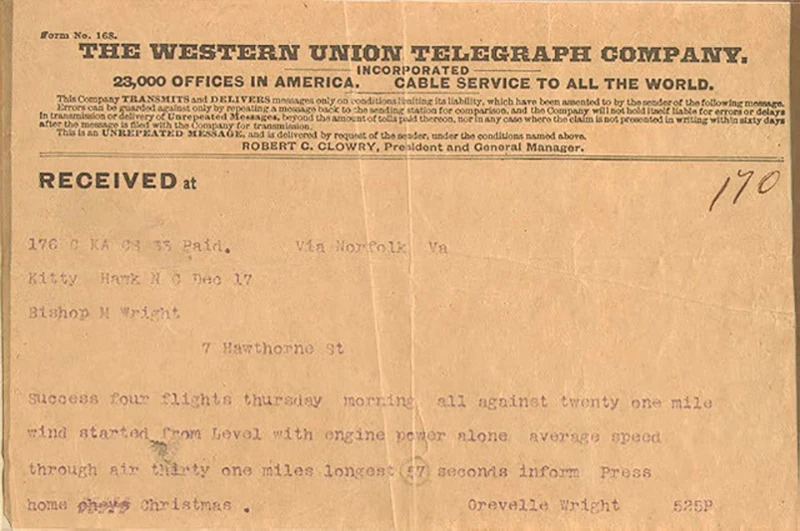 Form No. 168.
THE WESTERN UNION TELEGRAPH COMPANY.
INCORPORATED
23,000 OFFICES IN AMERICA. CABLE SERVICE TO ALL THE WORLD.
This Company TRANSMITS and DELIVERS messages only on conditions limiting its liability, which have been assented to by the sender of the following message.
Errors can be guarded against only by repeating a message back to the sending station for comparison, and the Company will not hold itself liable for errors or delays
in transmission or delivery of Unrepeated Messages, beyond the amount of tolls paid thereon, nor in any case where the claim is not presented in writing within sixty days
after the message is filed with the Company for transmission.
This is an UNREPEATED MESSAGE, and is delivered by request of the sender, under the conditions named above.
ROBERT C. CLOWRY, President and General Manager.
RECEIVED at
170
176 C KA CS 33 Paid. Via Norfolk Va
Kitty Hawk N C Dec 17
Bishop M Wright
7 Hawthorne St
Success four flights thursday morning all against twenty one mile
wind started from Level with engine power alone average speed
through air thirty one miles longest 57 seconds inform Press
home Christmas .
Orevelle Wright 525P